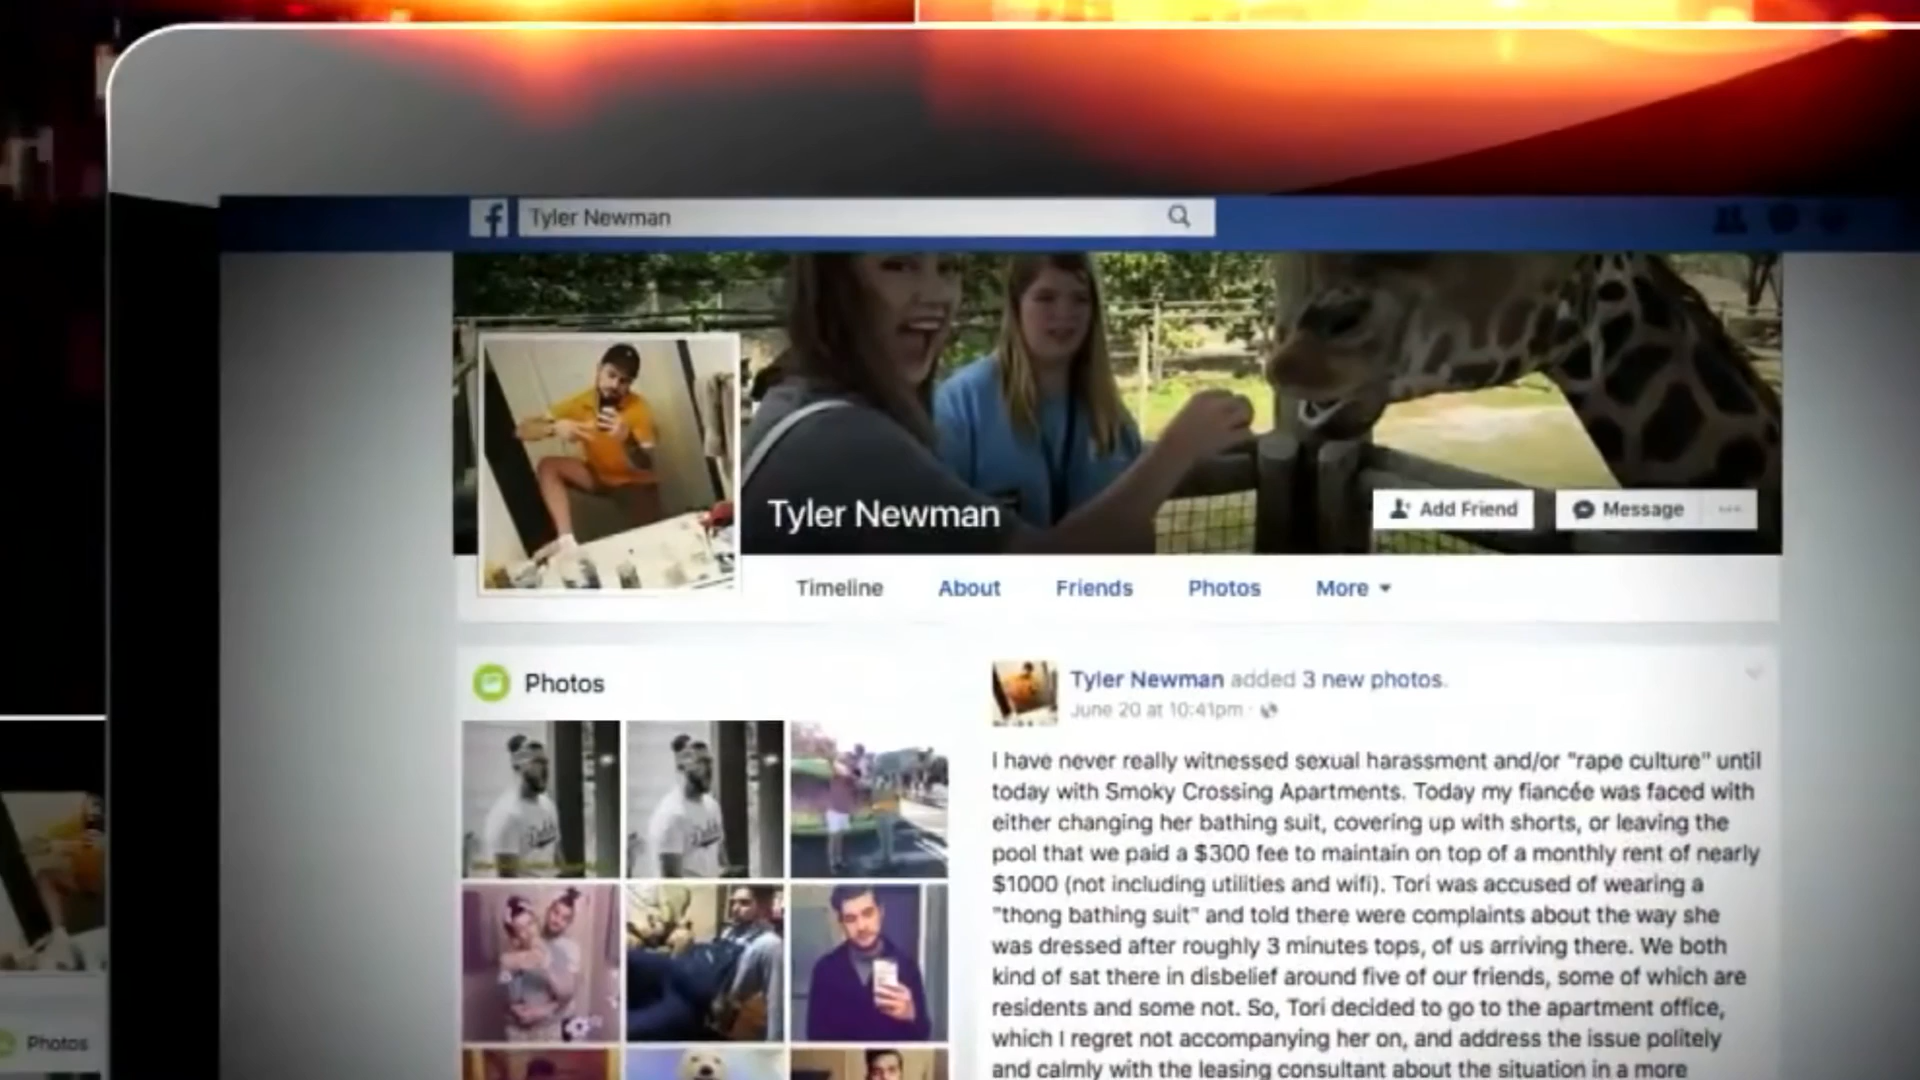 Tyler Newman
Tyler Newman
Add Friend
Message
Timeline
About
Friends
Photos
More
Photos
Tyler Newman added 3 new photos.
June 20 at 10:41pm
I have never really witnessed sexual harassment and/or "rape culture" until
today with Smoky Crossing Apartments. Today my fiancée was faced with
either changing her bathing suit, covering up with shorts, or leaving the
pool that we paid a $300 fee to maintain on top of a monthly rent of nearly
$1000 (not including utilities and wifi). Tori was accused of wearing a
"thong bathing suit" and told there were complaints about the way she
was dressed after roughly 3 minutes tops, of us arriving there. We both
kind of sat there in disbelief around five of our friends, some of which are
residents and some not. So, Tori decided to go to the apartment office,
which I regret not accompanying her on, and address the issue politely
and calmly with the leasing consultant about the situation in a more
Photos